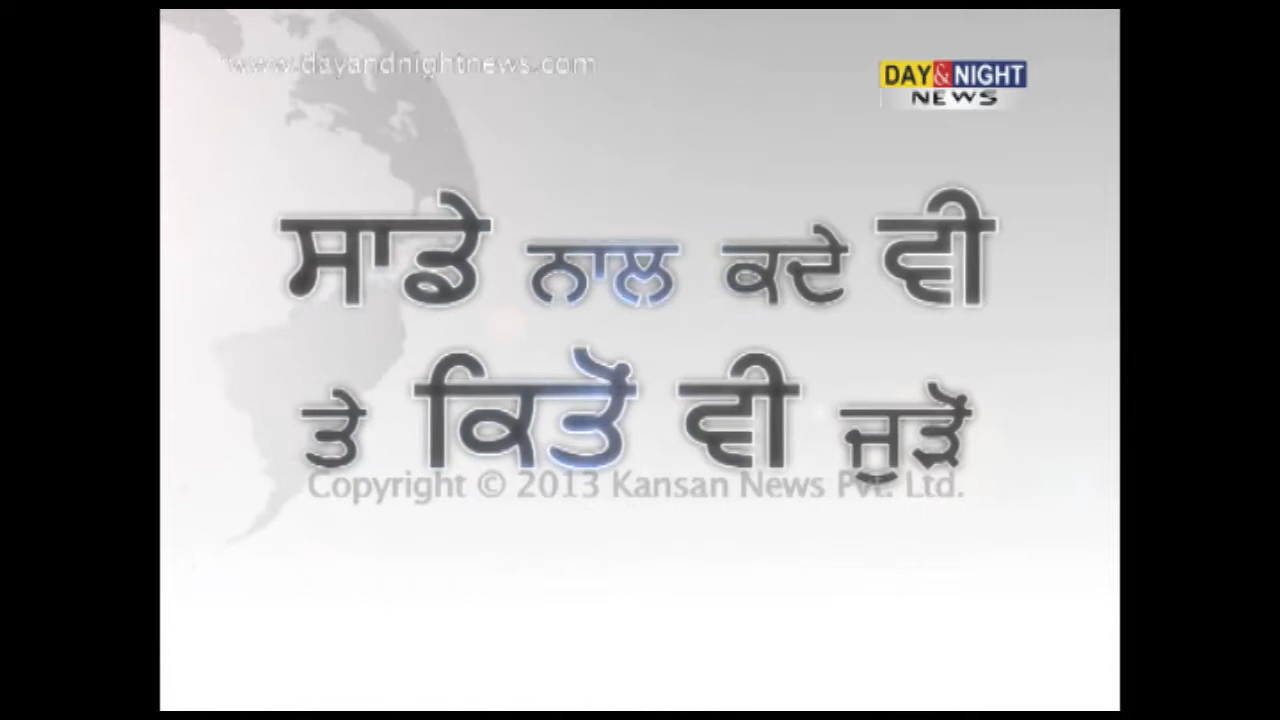 www.dayandnightnews.com
DAY&NIGHT
NEWS
ਸਾਡੇ ਨਾਲ ਕਦੇ ਵੀ
ਤੇ ਕਿਤੋਂ ਵੀ ਜੁੜੋਂ
Copyright © 2013 Kansan News Pvt. Ltd.